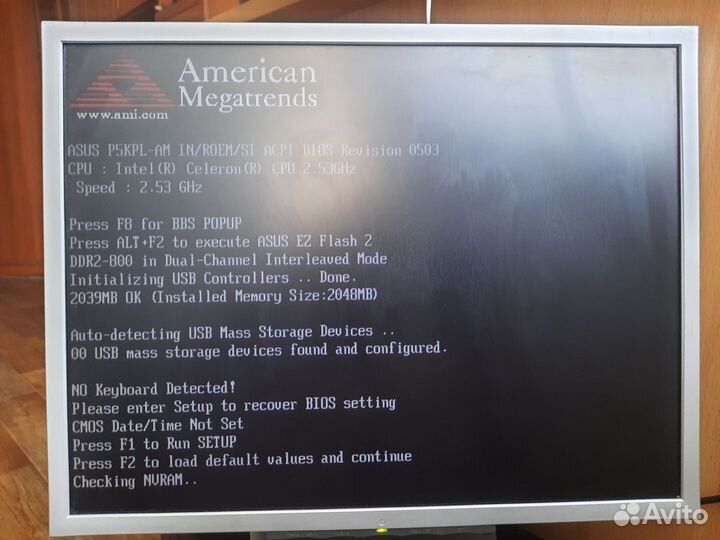 American
Megatrends
www.ami.com
ASUS P5KPL-AM IN/ROEM/SI ACPI BIOS Revision 0503
CPU : Intel(R) Celeron(R) CPU 2.53GHz
Speed : 2.53 GHz
Press F8 for BBS POPUP
Press ALT+F2 to execute ASUS EZ Flash 2
DDR2-800 in Dual-Channel Interleaved Mode
Initializing USB Controllers .. Done.
2039MB OK (Installed Memory Size:2048MB)
Auto-detecting USB Mass Storage Devices ..
00 USB mass storage devices found and configured.
NO Keyboard Detected!
Please enter Setup to recover BIOS setting
CMOS Date/Time Not Set
Press F1 to Run SETUP
Press F2 to load default values and continue
Checking NVRAM..
Avito